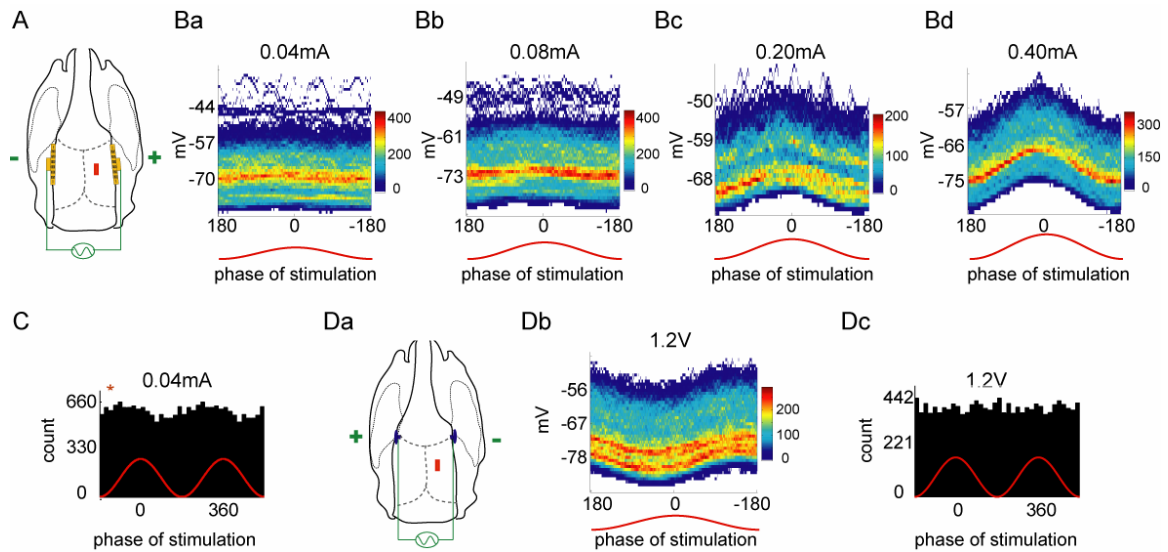 A
Ba
Bb
Bc
Bd
0.04mA
0.08mA
0.20mA
0.40mA
- +
mV
-44
-57
-70
400
200
0
180 0 -180
phase of stimulation
mV
-49
-61
-73
400
200
0
180 0 -180
phase of stimulation
mV
-50
-59
-68
200
100
0
180 0 -180
phase of stimulation
mV
-57
-66
-75
300
150
0
180 0 -180
phase of stimulation
C
0.04mA
*
count
660
330
0
0 360
phase of stimulation
Da
+ -
Db
1.2V
mV
-56
-67
-78
200
100
0
180 0 -180
phase of stimulation
Dc
1.2V
count
442
221
0
0 360
phase of stimulation